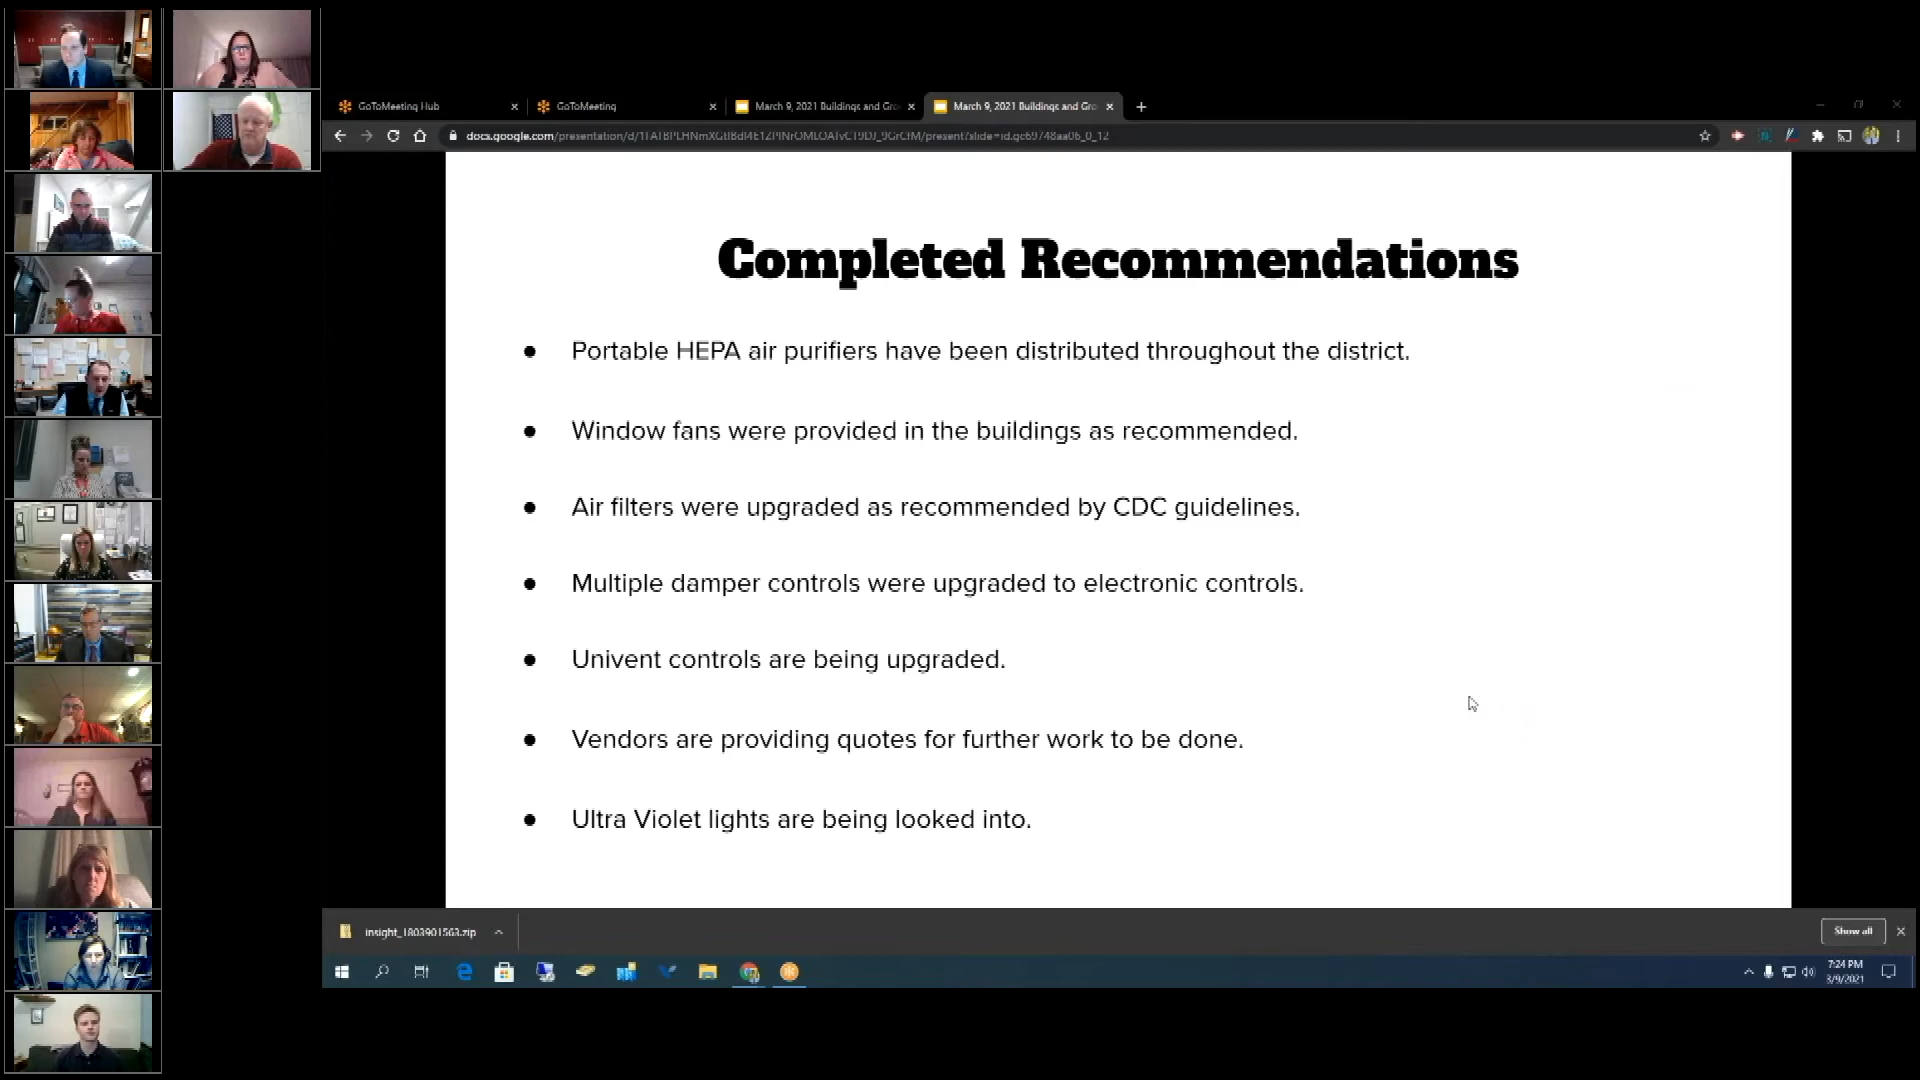 GoToMeeting Hub
GoToMeeting
March 9, 2021 Buildings and Gro
March 9, 2021 Buildings and Gro
Completed Recommendations
● Portable HEPA air purifiers have been distributed throughout the district.
● Window fans were provided in the buildings as recommended.
● Air filters were upgraded as recommended by CDC guidelines.
● Multiple damper controls were upgraded to electronic controls.
● Univent controls are being upgraded.
● Vendors are providing quotes for further work to be done.
● Ultra Violet lights are being looked into.
insight_1803901563.zip
Show all
7:24 PM
3/9/2021